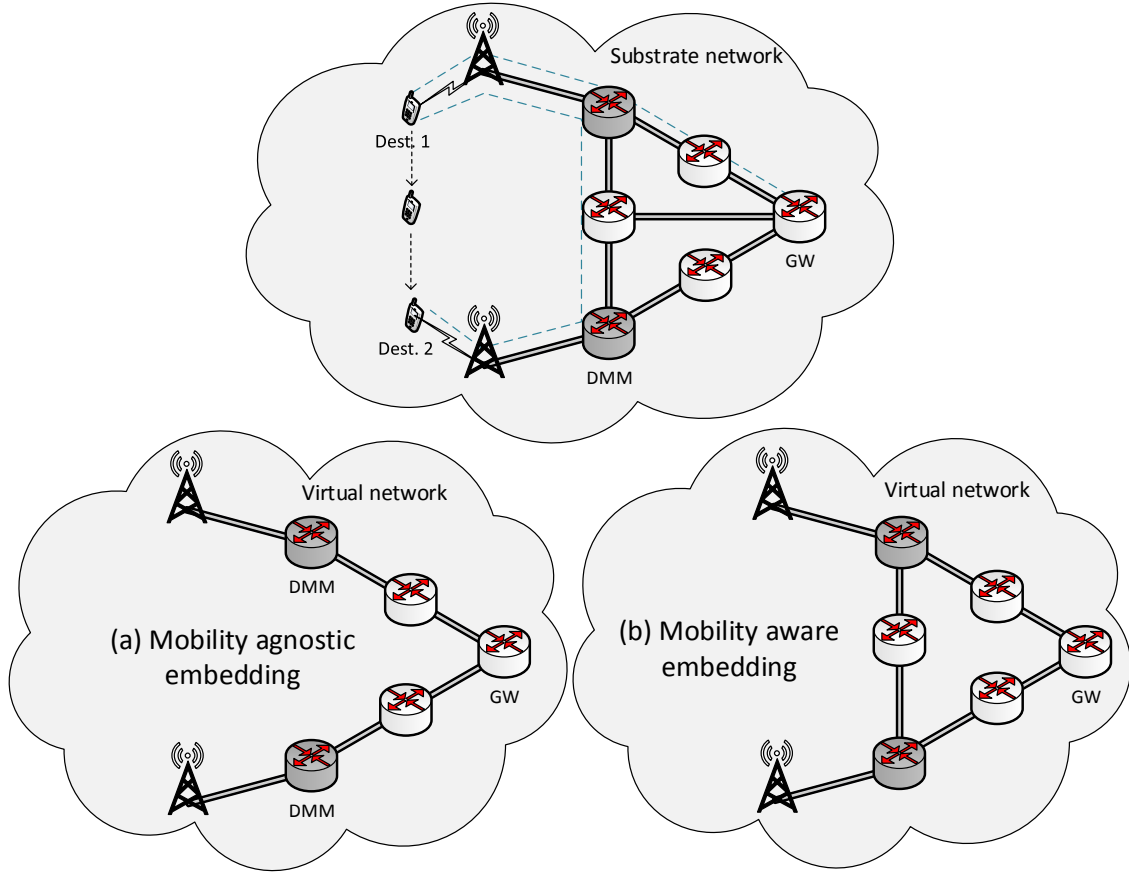 Substrate network
Dest. 1
GW
Dest. 2
DMM
Virtual network
DMM
(a) Mobility agnostic
embedding
GW
DMM
Virtual network
(b) Mobility aware
embedding
GW